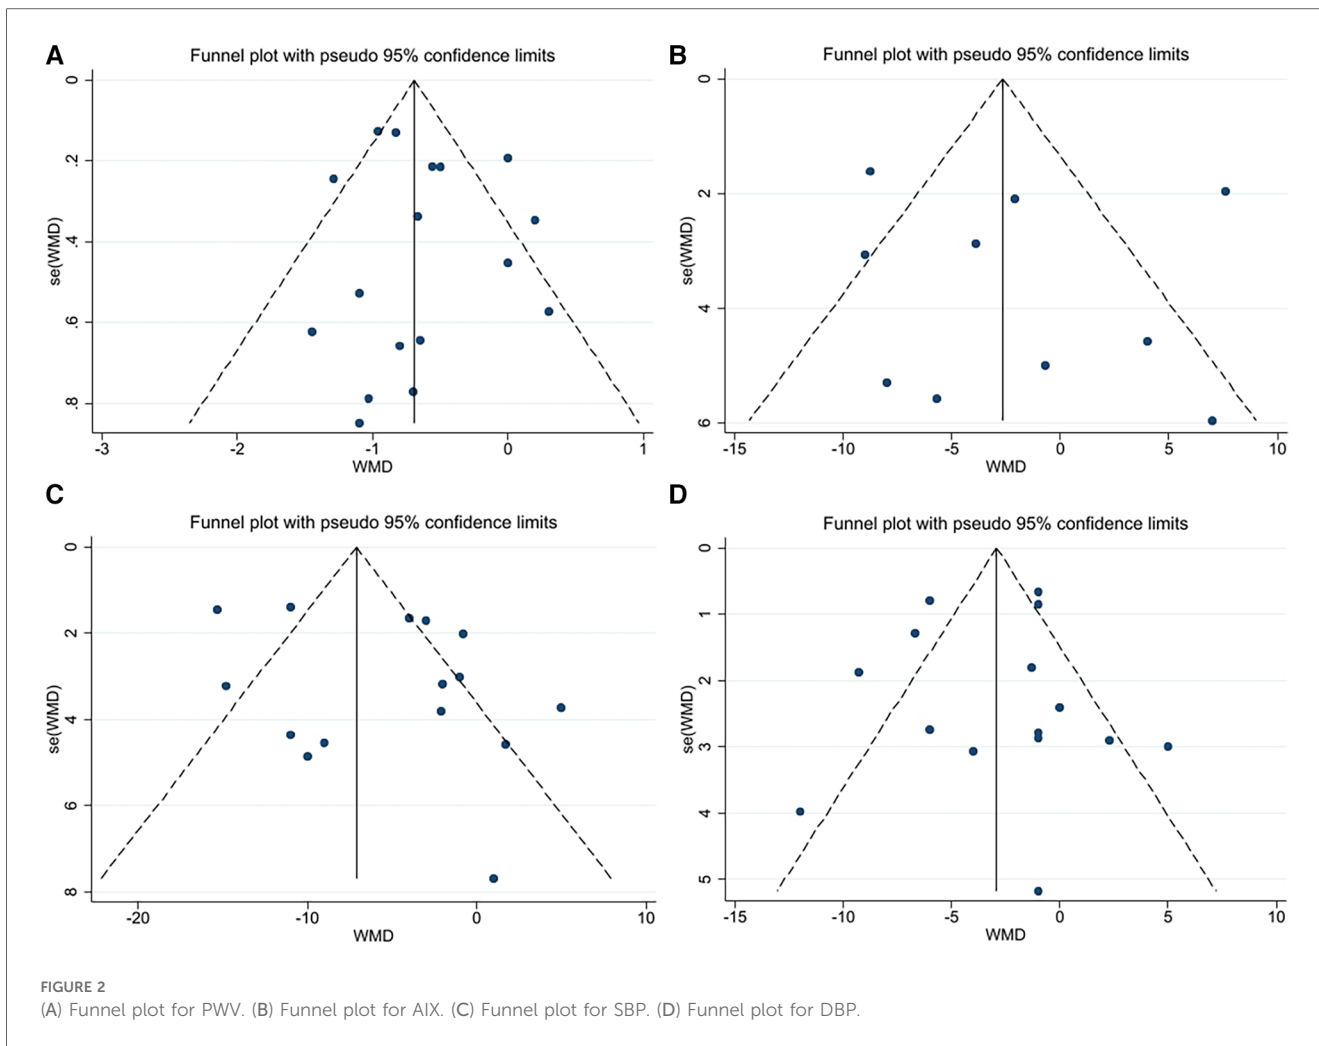 A
Funnel plot with pseudo 95% confidence limits
0
.2
.4
.6
.8
se(WMD)
-3 -2 -1 0 1
WMD
B
Funnel plot with pseudo 95% confidence limits
0
2
4
6
se(WMD)
-15 -10 -5 0 5 10
WMD
C
Funnel plot with pseudo 95% confidence limits
0
2
4
6
8
se(WMD)
-20 -10 0 10
WMD
D
Funnel plot with pseudo 95% confidence limits
0
1
2
3
4
5
se(WMD)
-15 -10 -5 0 5 10
WMD
FIGURE 2
(A) Funnel plot for PWV. (B) Funnel plot for AIX. (C) Funnel plot for SBP. (D) Funnel plot for DBP.